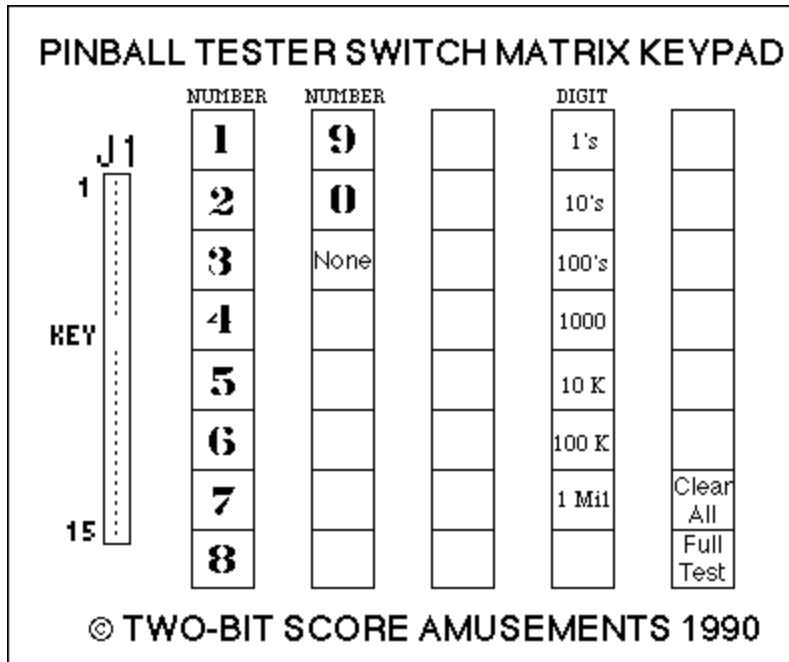 PINBALL TESTER SWITCH MATRIX KEYPAD
NUMBER NUMBER DIGIT
J1
1 1 9 1's
2 0 10's
3 None 100's
KEY 4 1000
5 10 K
6 100 K
7 1 Mil Clear All
15 8 Full Test
© TWO-BIT SCORE AMUSEMENTS 1990